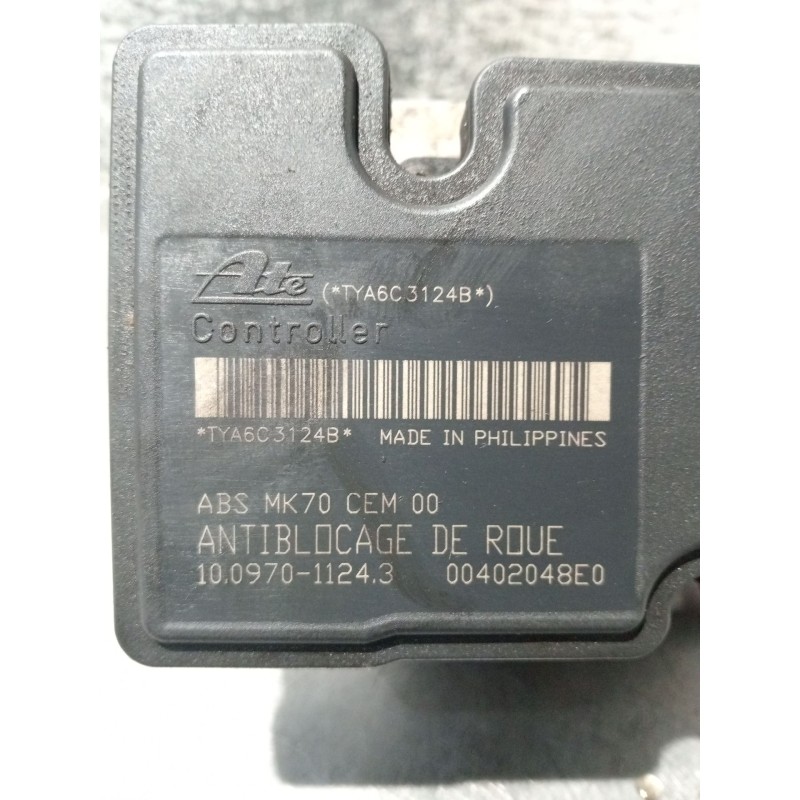 Ate (*TYA6C3124B*)
Controller
*TYA6C3124B* MADE IN PHILIPPINES
ABS MK70 CEM 00
ANTIBLOCAGE DE ROUE
10.0970-1124.3 00402048E0